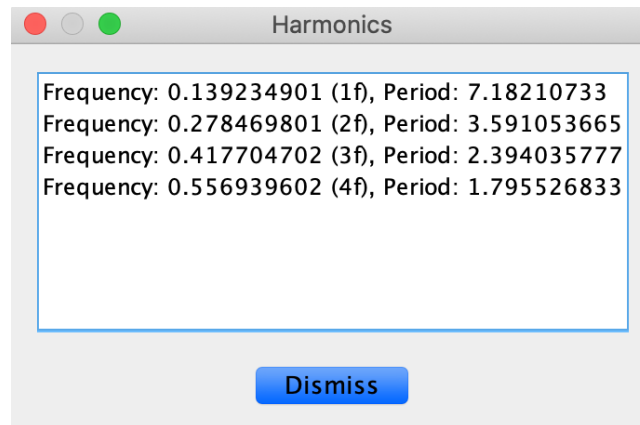 Harmonics
Frequency: 0.139234901 (1f), Period: 7.18210733
Frequency: 0.278469801 (2f), Period: 3.591053665
Frequency: 0.417704702 (3f), Period: 2.394035777
Frequency: 0.556939602 (4f), Period: 1.795526833
Dismiss